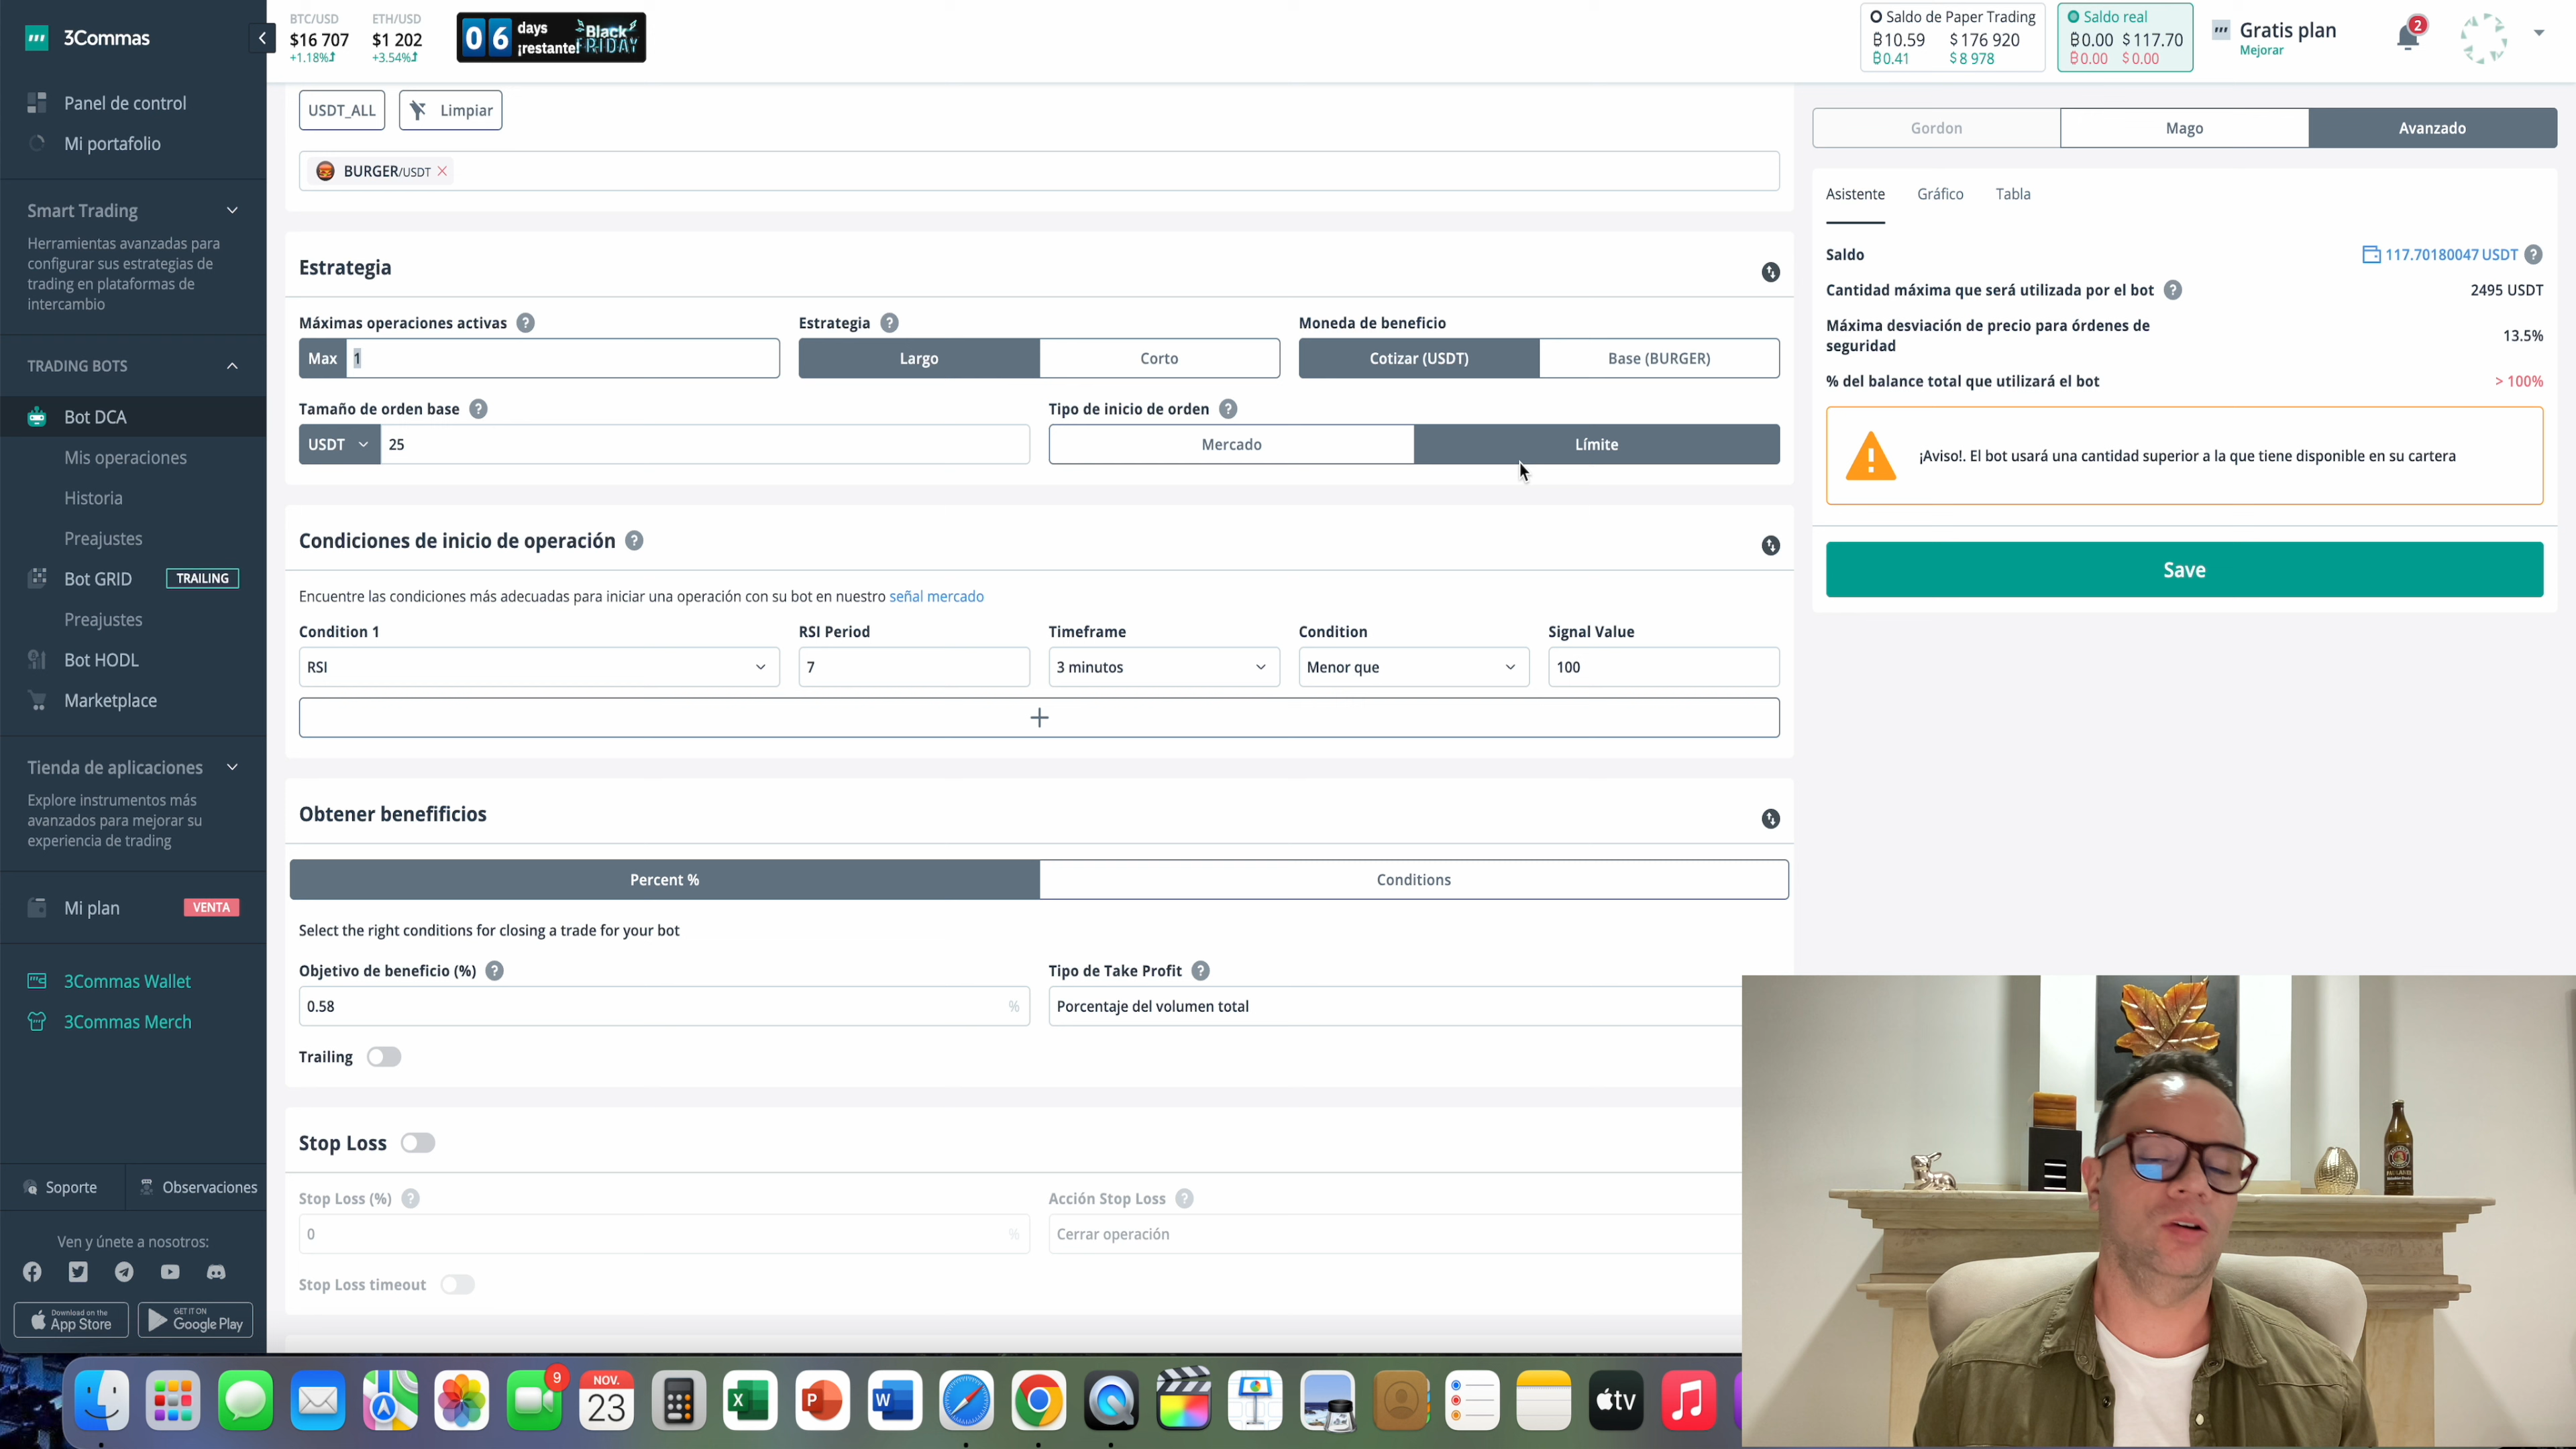 3Commas
BTC/USD
$16 707
+1.18%
ETH/USD
$1 202
+3.54%
06
days
¡restante!
Black
FRIDAY
Saldo de Paper Trading
₿10.59 $176 920
₿0.41 $8 978
Saldo real
₿0.00 $117.70
₿0.00 $0.00
Gratis plan
Mejorar
2
Panel de control
Mi portafolio
Smart Trading
Herramientas avanzadas para
configurar sus estrategias de
trading en plataformas de
intercambio
TRADING BOTS
Bot DCA
Mis operaciones
Historia
Preajustes
Bot GRID
TRAILING
Preajustes
Bot HODL
Marketplace
Tienda de aplicaciones
Explore instrumentos más
avanzados para mejorar su
experiencia de trading
Mi plan
VENTA
3Commas Wallet
3Commas Merch
Soporte
Observaciones
Ven y únete a nosotros:
Download on the
App Store
GET IT ON
Google Play
USDT_ALL
Limpiar
BURGER/USDT
Estrategia
Máximas operaciones activas
Estrategia
Moneda de beneficio
Max
1
Largo
Corto
Cotizar (USDT)
Base (BURGER)
Tamaño de orden base
Tipo de inicio de orden
USDT
25
Mercado
Límite
Condiciones de inicio de operación
Encuentre las condiciones más adecuadas para iniciar una operación con su bot en nuestro señal mercado
Condition 1
RSI Period
Timeframe
Condition
Signal Value
RSI
7
3 minutos
Menor que
100
+
Obtener benefificios
Percent %
Conditions
Select the right conditions for closing a trade for your bot
Objetivo de beneficio (%)
Tipo de Take Profit
0.58
%
Porcentaje del volumen total
Trailing
Stop Loss
Stop Loss (%)
Acción Stop Loss
0
%
Cerrar operación
Stop Loss timeout
Gordon
Mago
Avanzado
Asistente
Gráfico
Tabla
Saldo
117.70180047 USDT
Cantidad máxima que será utilizada por el bot
2495 USDT
Máxima desviación de precio para órdenes de
seguridad
13.5%
% del balance total que utilizará el bot
> 100%
¡Aviso!. El bot usará una cantidad superior a la que tiene disponible en su cartera
Save
9
NOV.
23
X
P
W
tv